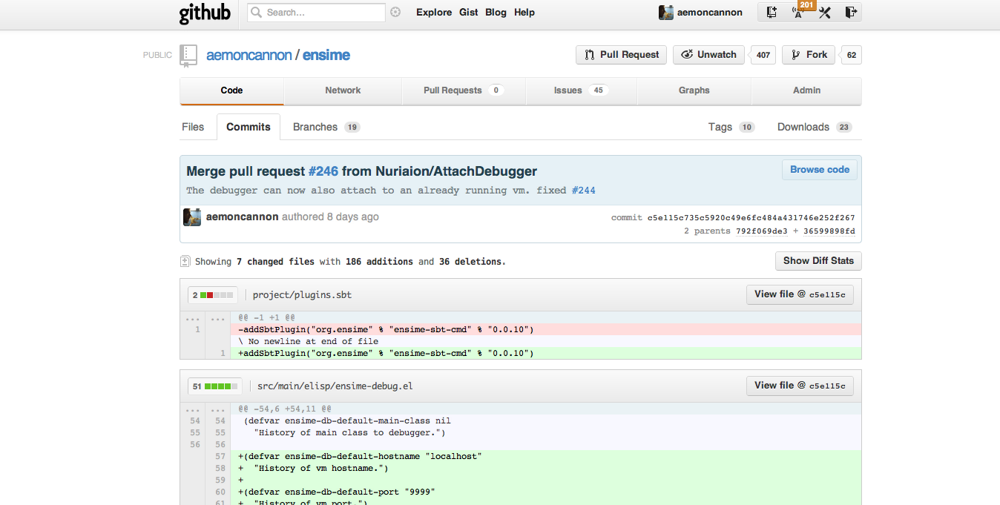 github Search... Explore Gist Blog Help aemoncannon 201
PUBLIC aemoncannon / ensime Pull Request Unwatch 407 Fork 62
Code Network Pull Requests 0 Issues 45 Graphs Admin
Files Commits Branches 19 Tags 10 Downloads 23
Merge pull request #246 from Nuriaion/AttachDebugger Browse code
The debugger can now also attach to an already running vm. fixed #244
aemoncannon authored 8 days ago commit c5e115c735c5920c49e6fc484a431746e252f267
2 parents 792f069de3 + 36599898fd
Showing 7 changed files with 186 additions and 36 deletions. Show Diff Stats
2 project/plugins.sbt View file @ c5e115c
... ... @@ -1 +1 @@
1 -addSbtPlugin("org.ensime" % "ensime-sbt-cmd" % "0.0.10")
\ No newline at end of file
1 +addSbtPlugin("org.ensime" % "ensime-sbt-cmd" % "0.0.10")
51 src/main/elisp/ensime-debug.el View file @ c5e115c
... ... @@ -54,6 +54,11 @@
54 54 (defvar ensime-db-default-main-class nil
55 55 "History of main class to debugger.")
56 56
57 +(defvar ensime-db-default-hostname "localhost"
58 + "History of vm hostname.")
59 +
60 +(defvar ensime-db-default-port "9999"
61 + "History of vm port.")